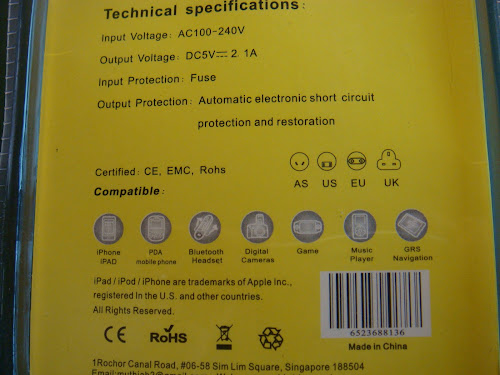 Technical specifications:
Input Voltage: AC100-240V
Output Voltage: DC5V⎓2.1A
Input Protection: Fuse
Output Protection: Automatic electronic short circuit
protection and restoration
Certified: CE, EMC, Rohs
AS US EU UK
Compatible:
iPhone iPAD
PDA mobile phone
Bluetooth Headset
Digital Cameras
Game
Music Player
GRS Navigation
iPad / iPod / iPhone are trademarks of Apple Inc.,
registered In the U.S. and other countries.
All Rights Reserved.
6523688136
CE RoHS
Made in China
1Rochor Canal Road, #06-58 Sim Lim Square, Singapore 188504